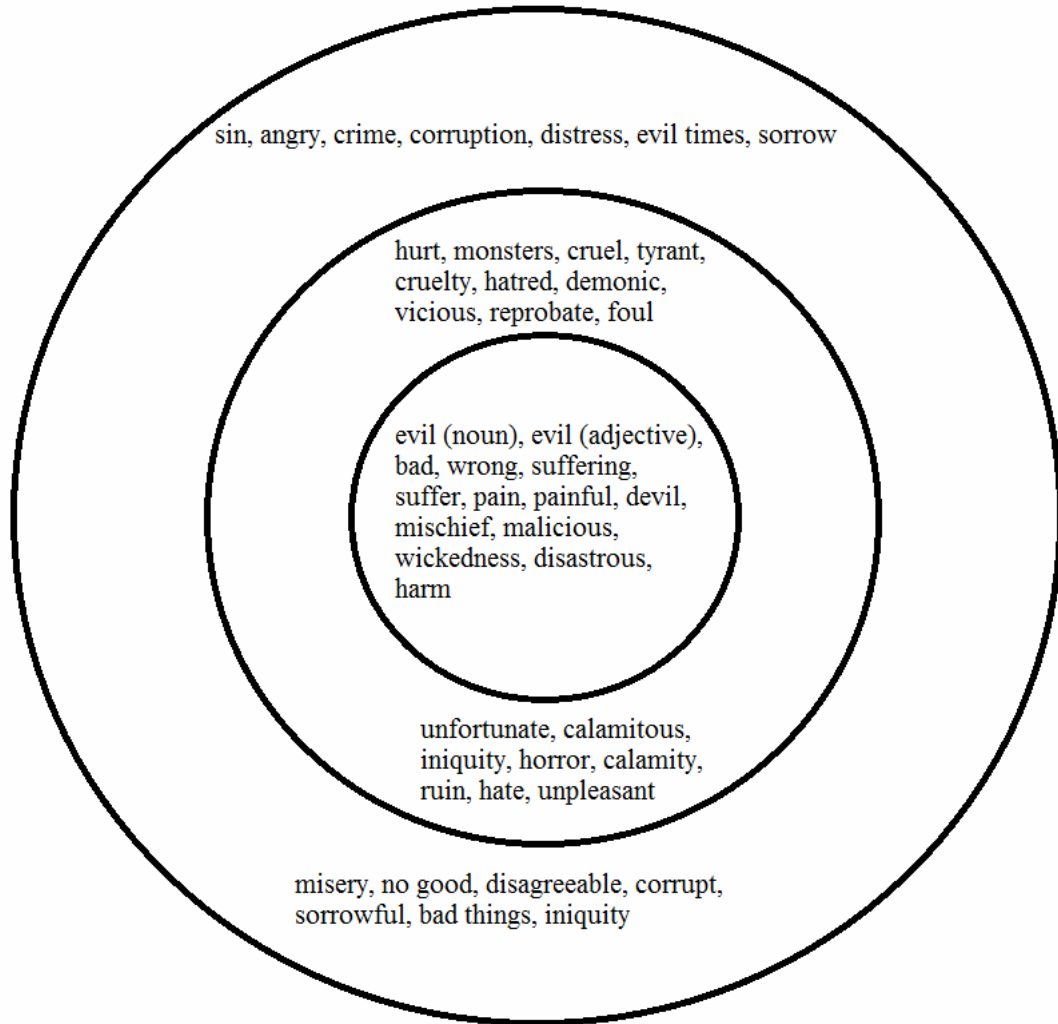 sin, angry, crime, corruption, distress, evil times, sorrow
hurt, monsters, cruel, tyrant,
cruelty, hatred, demonic,
vicious, reprobate, foul
evil (noun), evil (adjective),
bad, wrong, suffering,
suffer, pain, painful, devil,
mischief, malicious,
wickedness, disastrous,
harm
unfortunate, calamitous,
iniquity, horror, calamity,
ruin, hate, unpleasant
misery, no good, disagreeable, corrupt,
sorrowful, bad things, iniquity